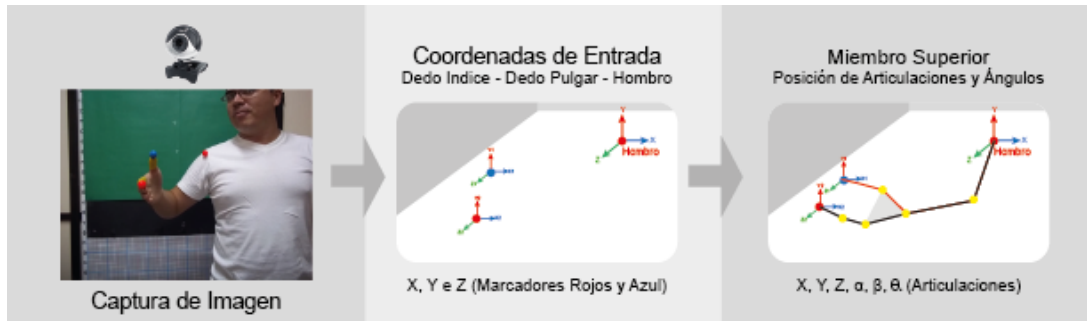 Captura de Imagen
Coordenadas de Entrada
Dedo Indice - Dedo Pulgar - Hombro
Y
X
Z
Hombro
X, Y e Z (Marcadores Rojos y Azul)
Miembro Superior
Posición de Articulaciones y Ángulos
Y
X
Z
Hombro
X, Y, Z, α, β, θ. (Articulaciones)